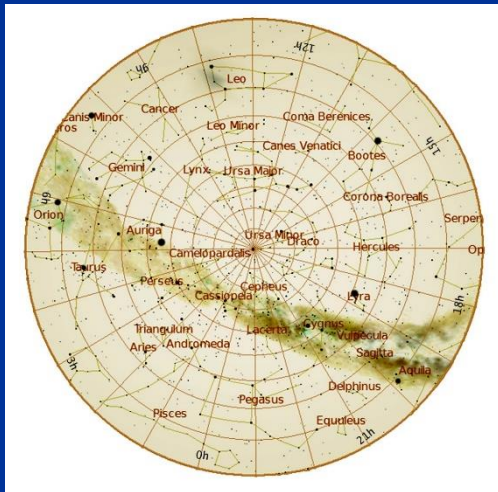 12h
9h
Leo
Canis Minor
ros
Cancer
Coma Berenices
Leo Minor
15h
Canes Venatici
Bootes
Gemini
Lynx
Ursa Major
6h
Corona Borealis
Orion
Serpen
Auriga
Ursa Minor
Draco
Hercules
Op
Camelopardalis
Taurus
Perseus
Cepheus
Cassiopeia
Lyra
18h
Triangulum
Lacerta
Cygnus
Vulpecula
Aries
Andromeda
Sagitta
3h
Aquila
Delphinus
Pegasus
Pisces
Equuleus
21h
0h